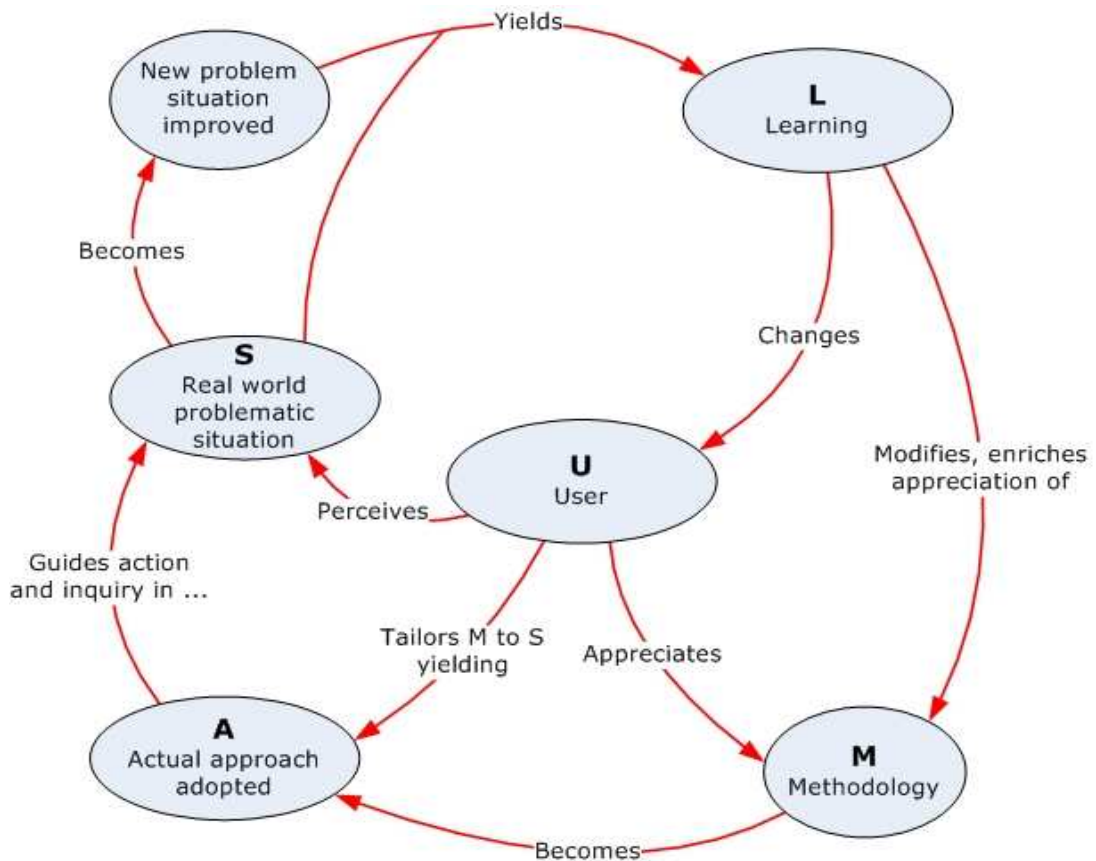 Yields
New problem
situation
improved
L
Learning
Becomes
S
Real world
problematic
situation
Changes
U
User
Modifies, enriches
appreciation of
Perceives
Guides action
and inquiry in ...
Tailors M to S
yielding
Appreciates
A
Actual approach
adopted
M
Methodology
Becomes